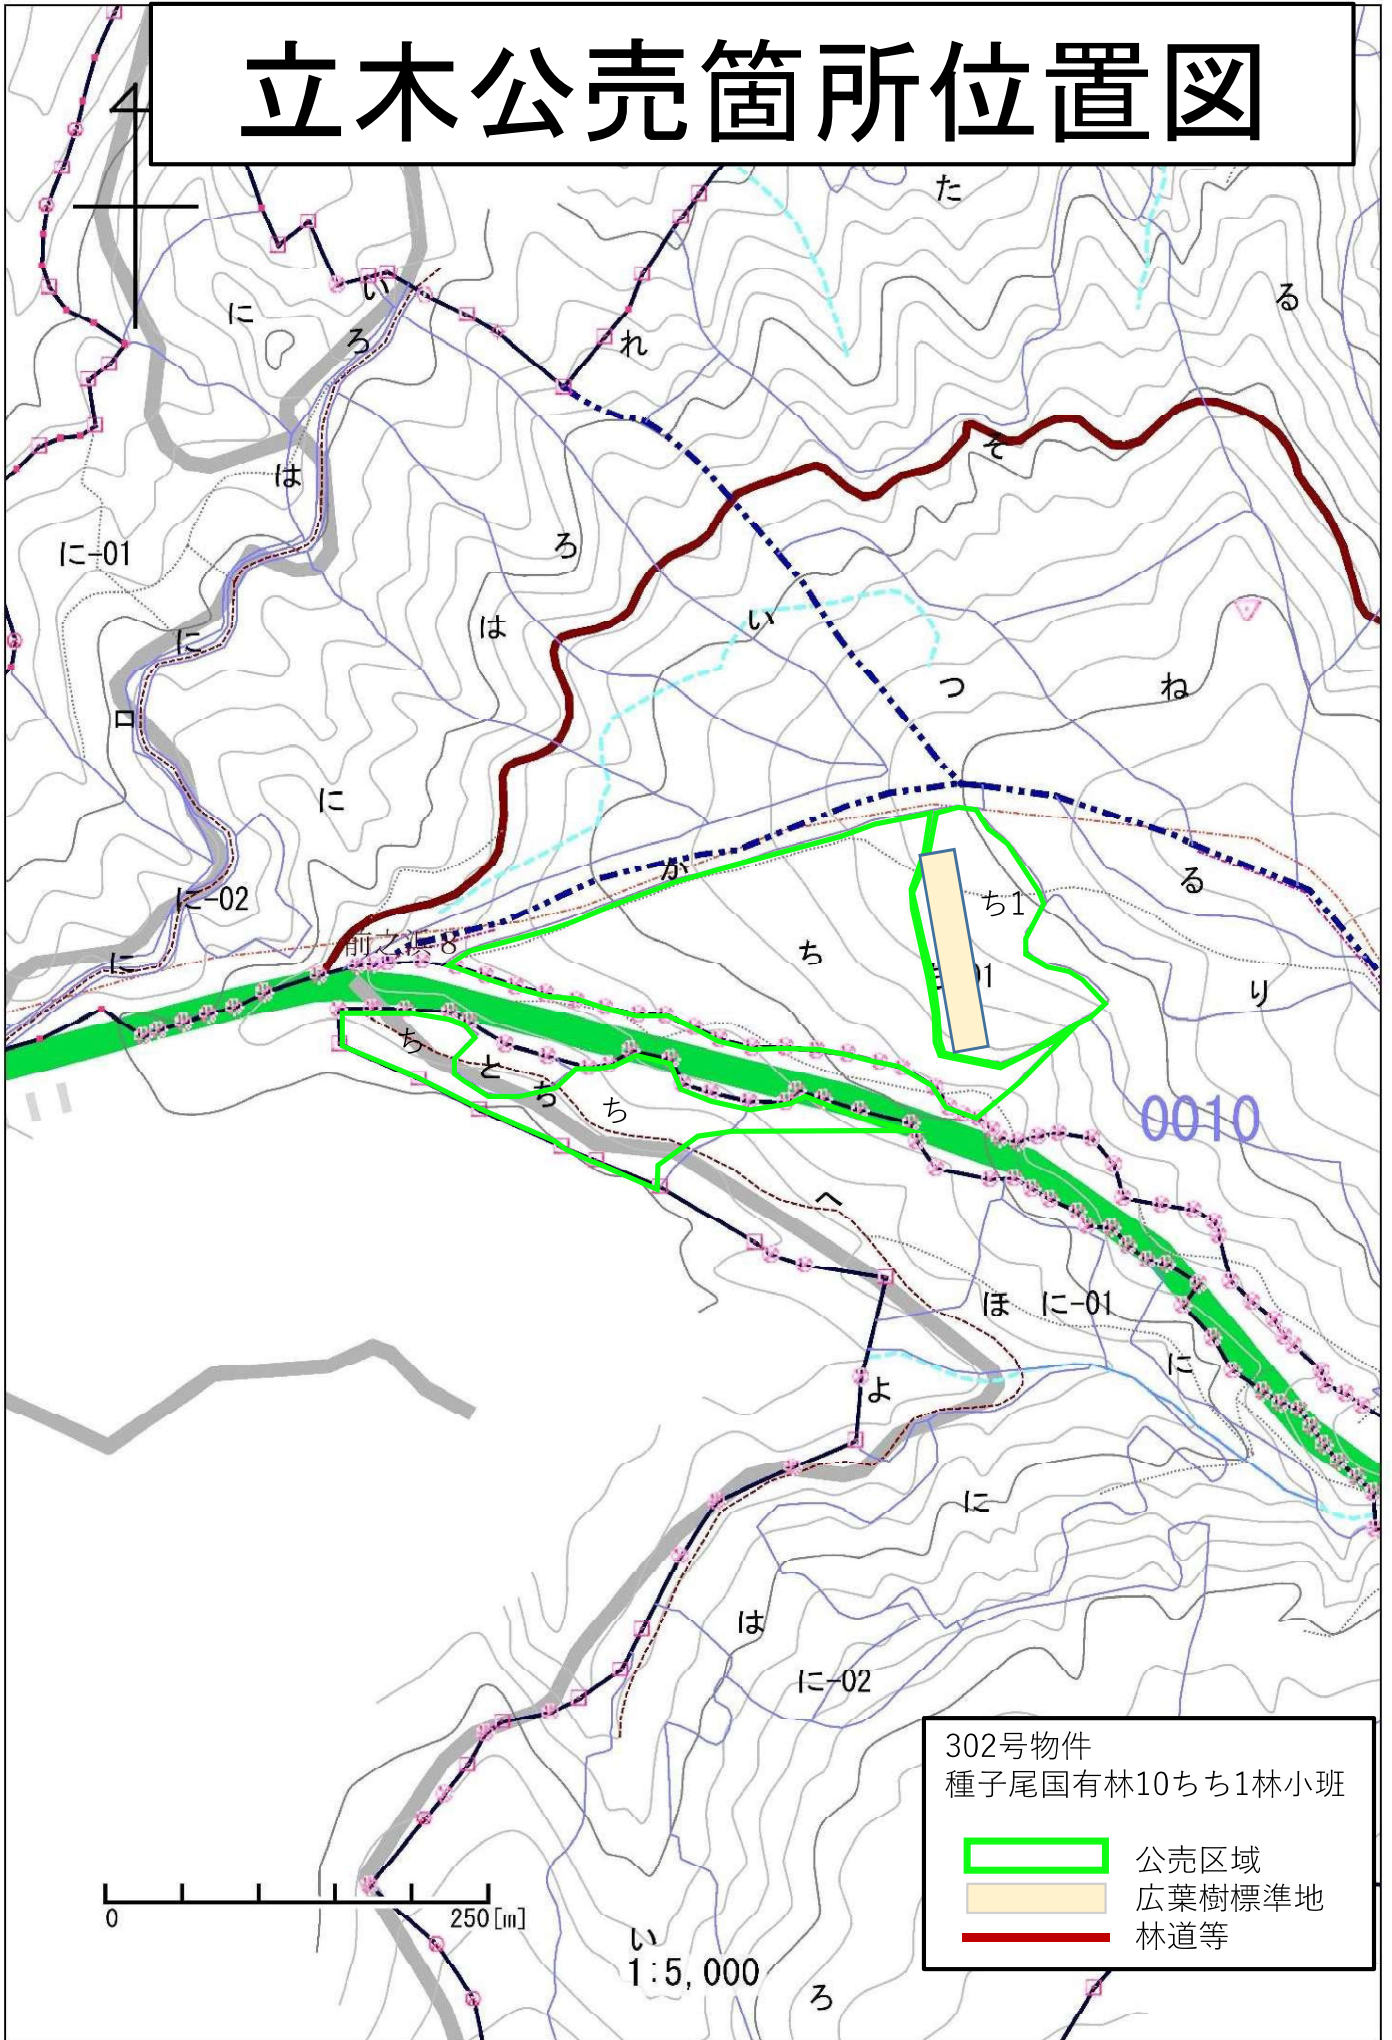 立木公売箇所位置図
た
る
い
に
ろ
れ
そ
は
に-01
ろ
は
い
に
つ
ね
ロ
に
か
る
に-02
ち1
ち
前之浜 8
に
り
01
ち
と
ち
ち
0010
へ
ほ
に-01
に
よ
に
は
に-02
302号物件
種子尾国有林10ちち1林小班
公売区域
広葉樹標準地
林道等
0
250[m]
い
1:5,000
ろ